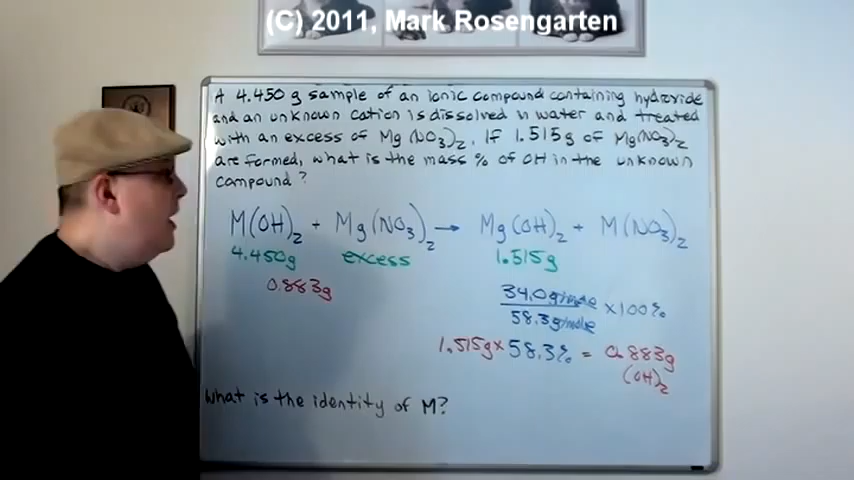 (C) 2011, Mark Rosengarten
A 4.450 g sample of an ionic compound containing hydroxide
and an unknown cation is dissolved in water and treated
with an excess of Mg(NO₃)₂. If 1.515g of Mg(NO₃)₂
are formed, what is the mass % of OH in the unknown
compound?
M(OH)₂ + Mg(NO₃)₂ → Mg(OH)₂ + M(NO₃)₂
4.450g excess 1.515g
0.883g
34.0g/mole
58.3g/mole × 100%
1.515g × 58.3% = 0.883g
(OH)₂
What is the identity of M?